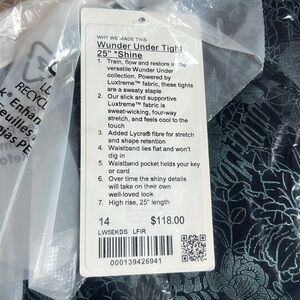 WHY WE MADE THIS
Wunder Under Tight
25" *Shine
1. Train, flow and restore in the
versatile Wunder Under
collection. Powered by
Luxtreme™ fabric, these tights
are a sweaty staple
2. Our slick and supportive
Luxtreme™ fabric is
sweat-wicking, four-way
stretch, and feels cool to the
touch
3. Added Lycra® fibre for stretch
and shape retention
4. Waistband lies flat and won't
dig in
5. Waistband pocket holds your key
or card
6. Over time the shiny details
will take on their own
well-loved look
7. High rise, 25" length
14 $118.00
LW5EKDS LFIR
000139426941
RECYC
Enhan
euilles